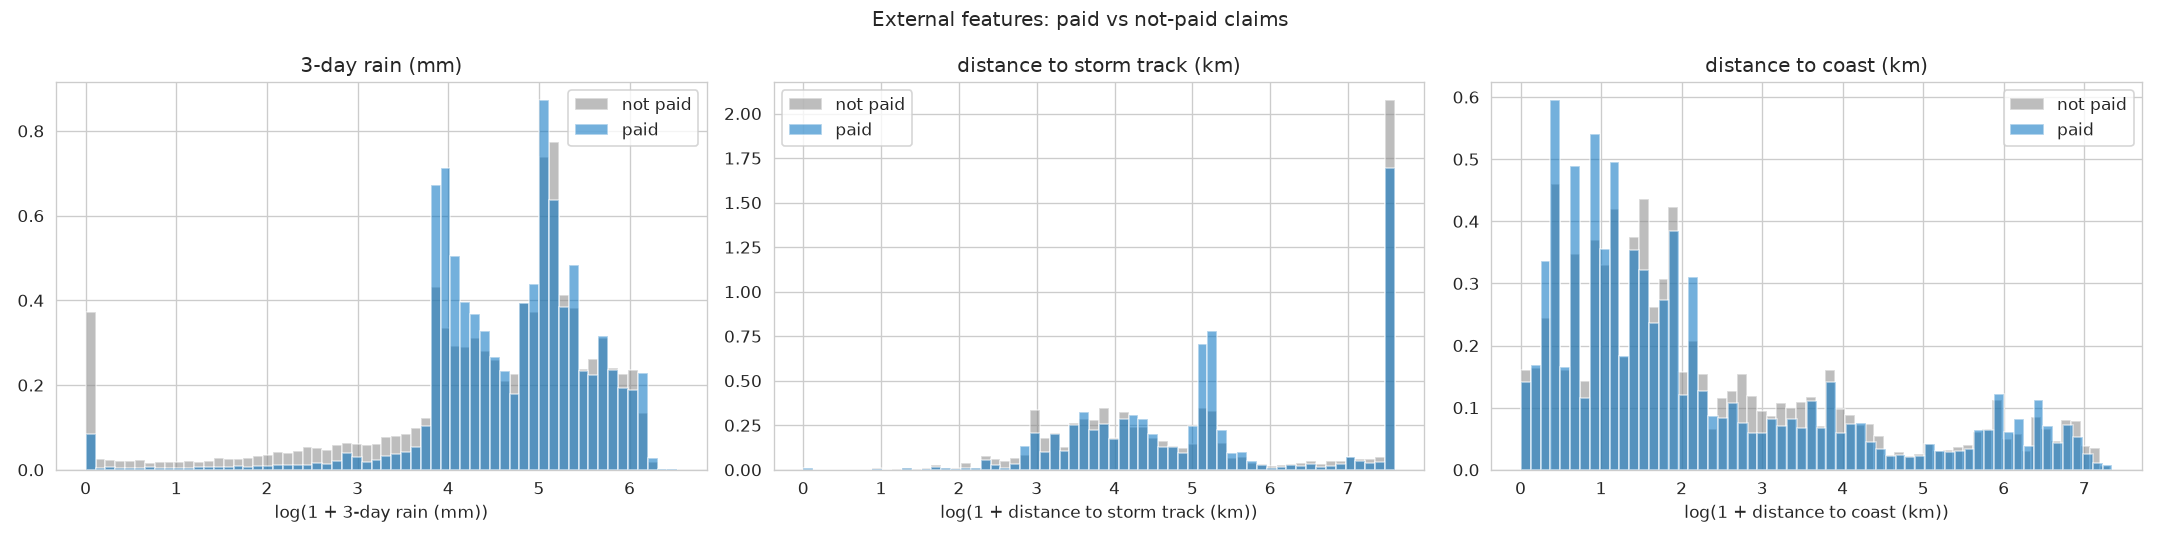 External features: paid vs not-paid claims
3-day rain (mm)
not paid
paid
0.8
0.6
0.4
0.2
0.0
0 1 2 3 4 5 6
log(1 + 3-day rain (mm))
distance to storm track (km)
not paid
paid
2.00
1.75
1.50
1.25
1.00
0.75
0.50
0.25
0.00
0 1 2 3 4 5 6 7
log(1 + distance to storm track (km))
distance to coast (km)
not paid
paid
0.6
0.5
0.4
0.3
0.2
0.1
0.0
0 1 2 3 4 5 6 7
log(1 + distance to coast (km))